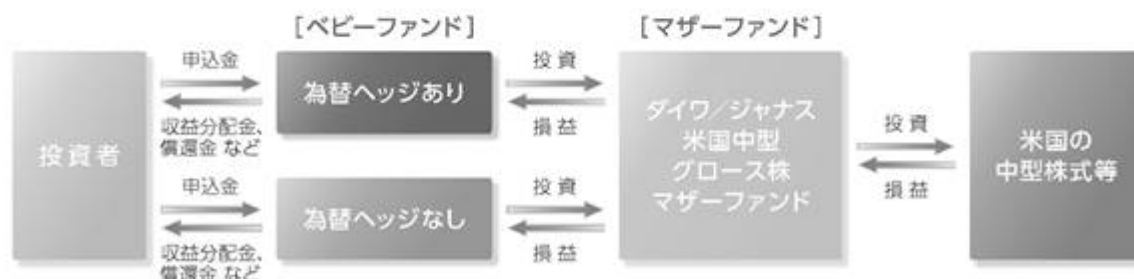 [ベビーファンド]
[マザーファンド]
投資者
申込金
収益分配金、
償還金 など
為替ヘッジあり
投資
損益
申込金
収益分配金、
償還金 など
為替ヘッジなし
投資
損益
ダイワ/ジャナス
米国中型
グロース株
マザーファンド
投資
損益
米国の
中型株式等